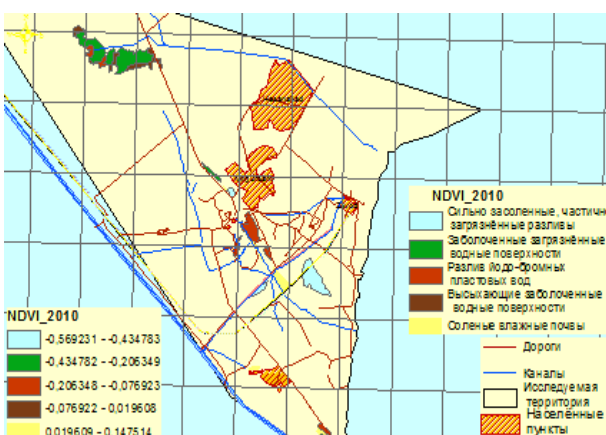 NDVI_2010
Сильно засоленные, частичн
загрязнённые разливы
Заболоченные загрязнённые
водные поверхности
Разлив йодо-бромных
пластовых вод
Высыхающие заболоченные
водные поверхности
Соленые влажные почвы
NDVI_2010
-0,569231 - -0,434783
-0,434782 - -0,206349
-0,206348 - -0,076923
-0,076922 - 0,019608
0,019609 - 0,147514
Дороги
Каналы
Исследуемая
территория
Населённые
пункты